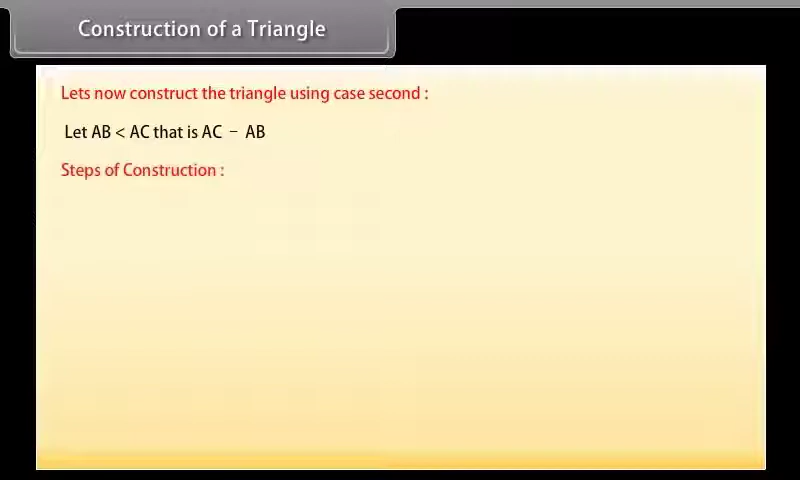 Construction of a Triangle
Lets now construct the triangle using case second :
Let AB < AC that is AC − AB
Steps of Construction :